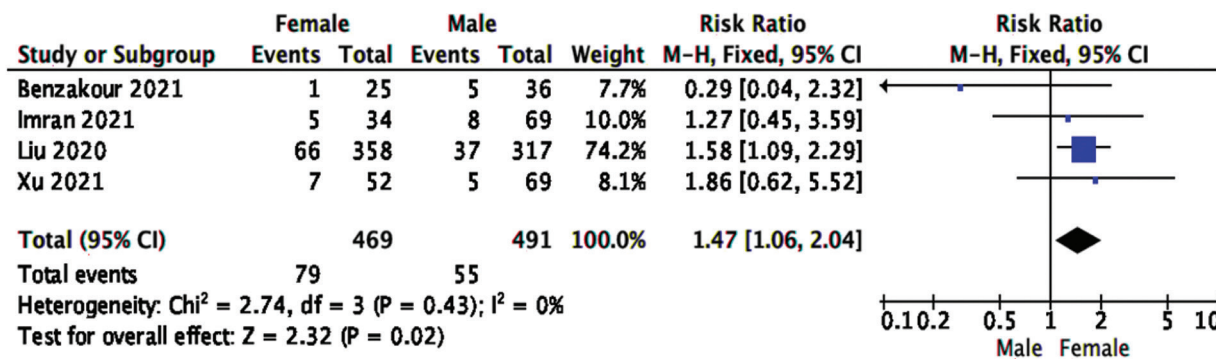 Female Male Risk Ratio Risk Ratio
Study or Subgroup Events Total Events Total Weight M-H, Fixed, 95% CI M-H, Fixed, 95% CI
Benzakour 2021 1 25 5 36 7.7% 0.29 [0.04, 2.32]
Imran 2021 5 34 8 69 10.0% 1.27 [0.45, 3.59]
Liu 2020 66 358 37 317 74.2% 1.58 [1.09, 2.29]
Xu 2021 7 52 5 69 8.1% 1.86 [0.62, 5.52]
Total (95% CI) 469 491 100.0% 1.47 [1.06, 2.04]
Total events 79 55
Heterogeneity: Chi² = 2.74, df = 3 (P = 0.43); I² = 0%
Test for overall effect: Z = 2.32 (P = 0.02)
0.1 0.2 0.5 1 2 5 10
Male Female